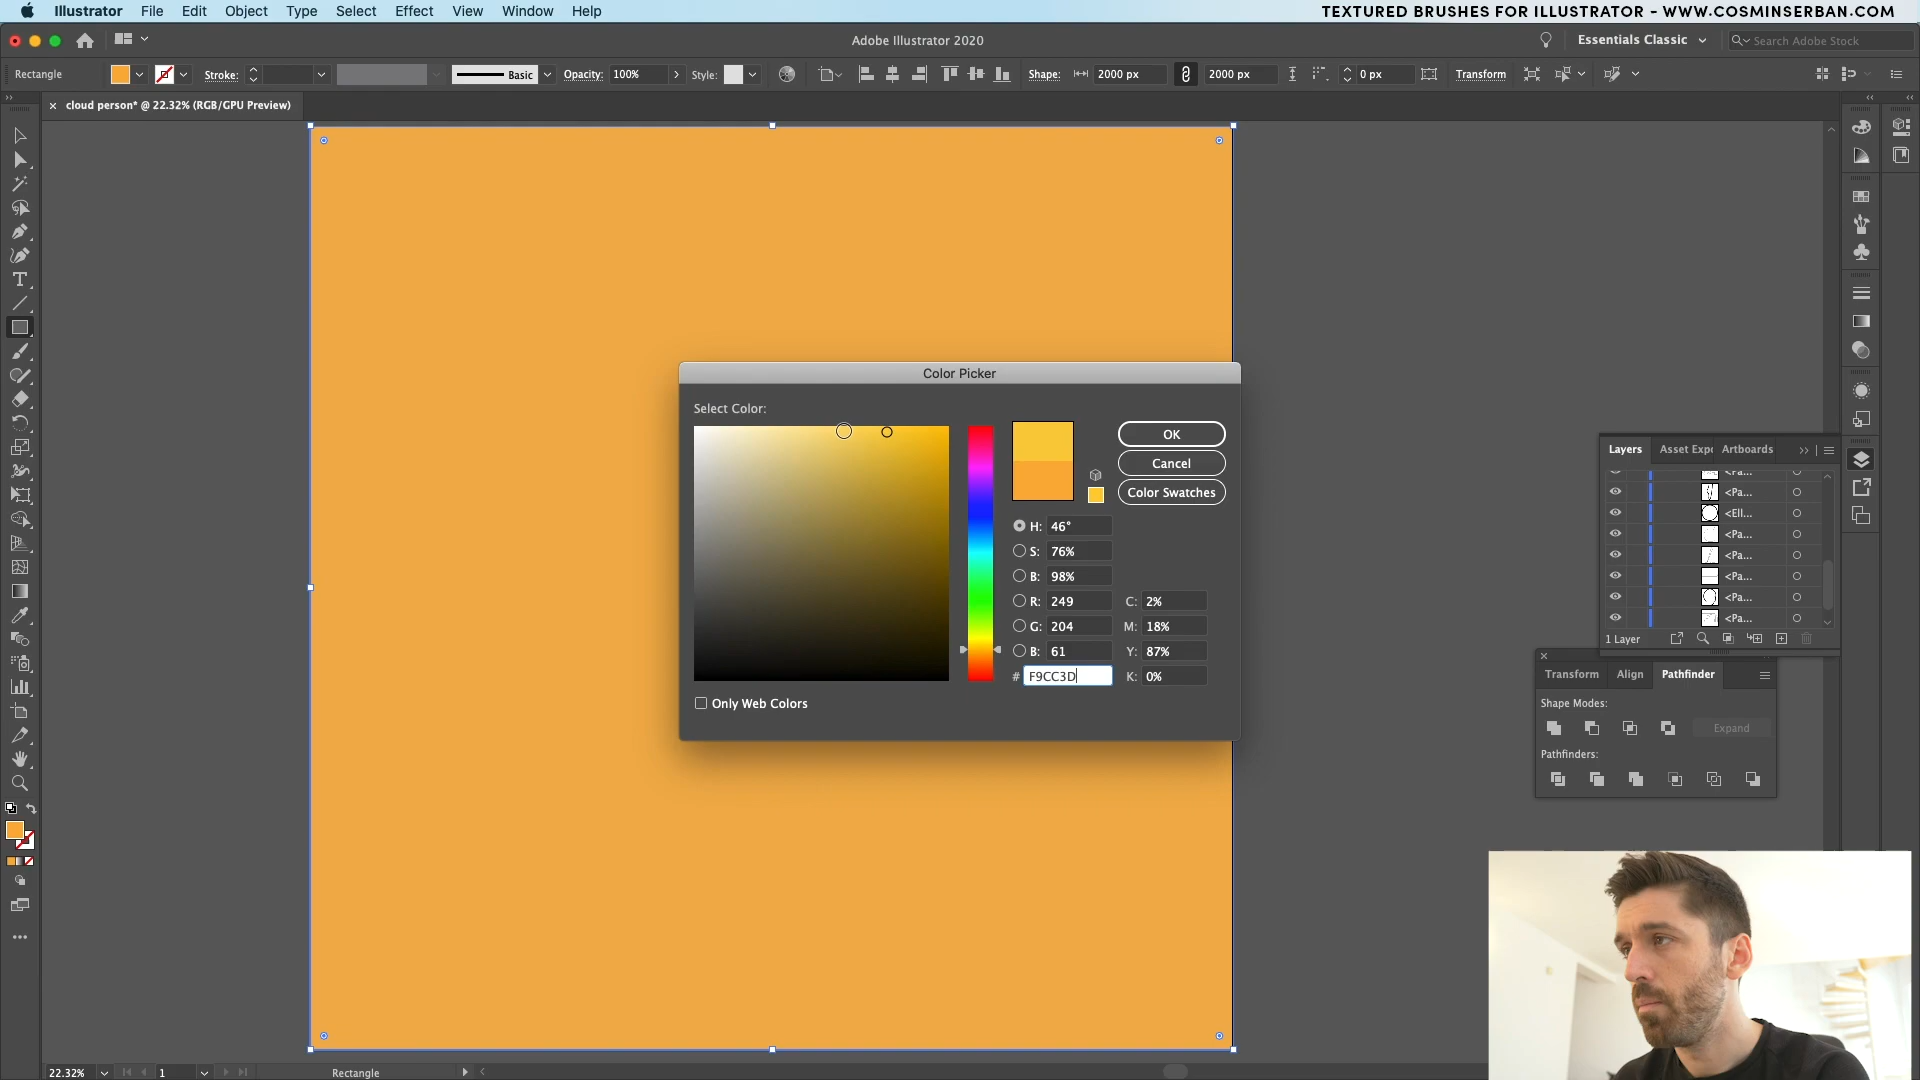 Illustrator File Edit Object Type Select Effect View Window Help
TEXTURED BRUSHES FOR ILLUSTRATOR - WWW.COSMINSERBAN.COM
Adobe Illustrator 2020
Essentials Classic
Search Adobe Stock
Rectangle Stroke: Basic Opacity: 100% Style: Shape: 2000 px 2000 px 0 px Transform
× cloud person* @ 22.32% (RGB/GPU Preview)
Color Picker
Select Color:
OK
Cancel
Color Swatches
H: 46°
S: 76%
B: 98%
R: 249 C: 2%
G: 204 M: 18%
B: 61 Y: 87%
# F9CC3D K: 0%
Only Web Colors
Layers Asset Expo Artboards
<Pa...
<Ell...
<Pa...
<Pa...
<Pa...
<Pa...
<Pa...
1 Layer
Transform Align Pathfinder
Shape Modes:
Expand
Pathfinders:
22.32% 1 Rectangle